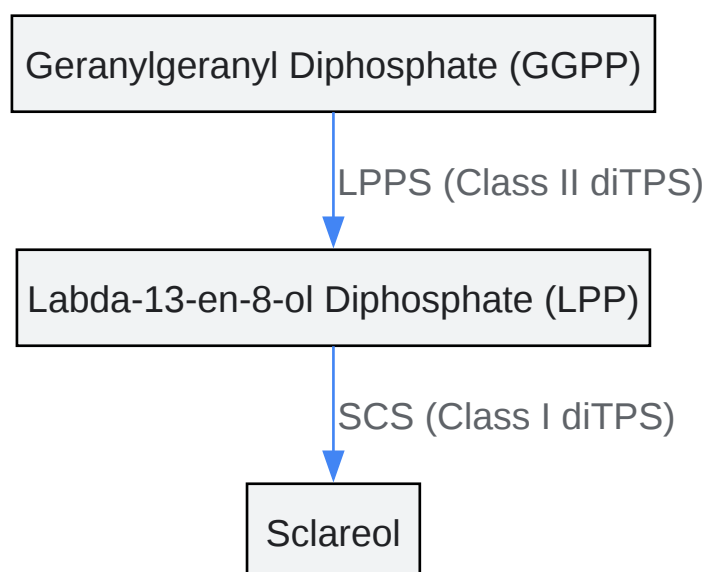 Geranylgeranyl Diphosphate (GGPP)
LPPS (Class II diTPS)
Labda-13-en-8-ol Diphosphate (LPP)
SCS (Class I diTPS)
Sclareol